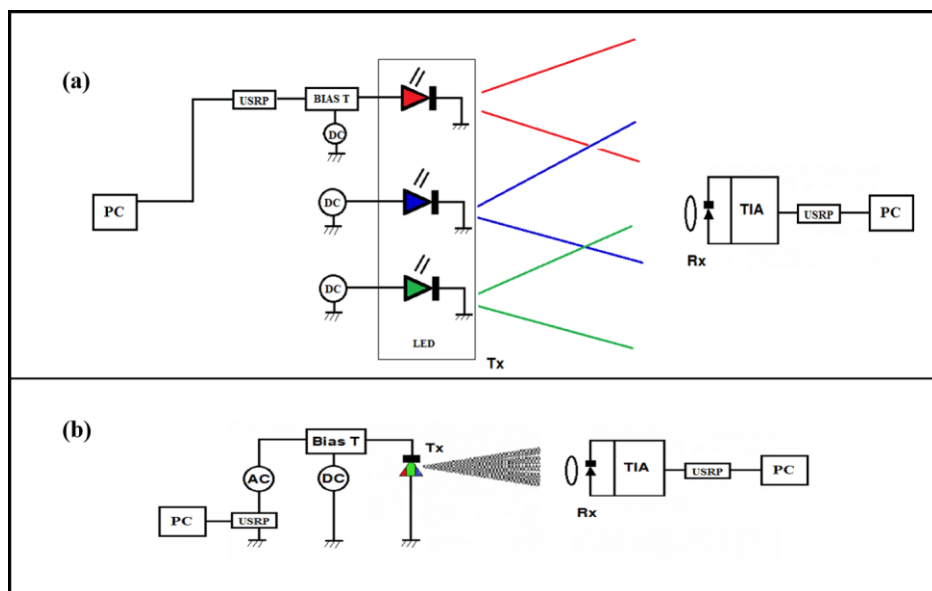 (a)
USRP
BIAS T
DC
PC
DC
DC
LED
Tx
TIA
USRP
PC
Rx
(b)
Bias T
Tx
AC
DC
PC
USRP
TIA
USRP
PC
Rx